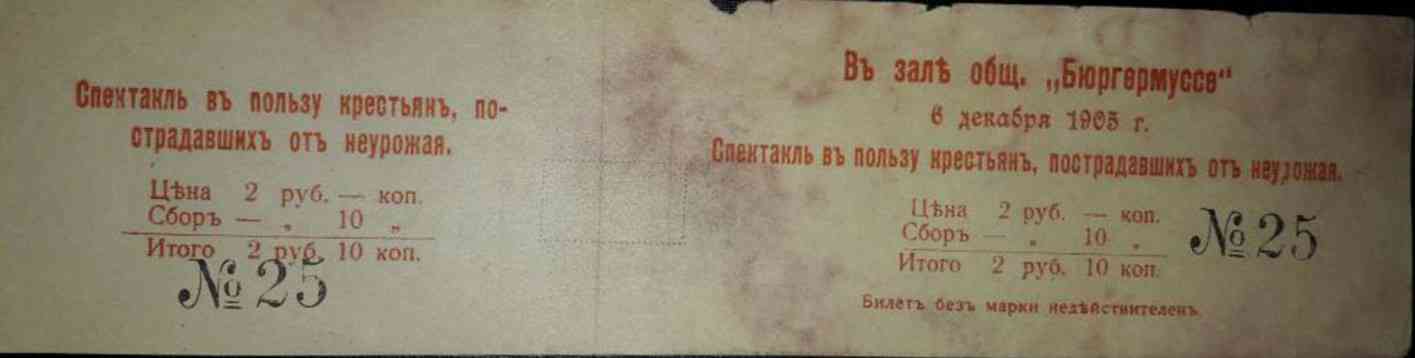 Спектакль въ пользу крестьянъ, по-
страдавшихъ отъ неурожая.
Цѣна 2 руб. — коп.
Сборъ — „ 10 „
Итого 2 руб. 10 коп.
№ 25
Въ залѣ общ. „Бюргермуссе“
6 декабря 1905 г.
Спектакль въ пользу крестьянъ, пострадавшихъ отъ неурожая.
Цѣна 2 руб. — коп.
Сборъ — „ 10 „
Итого 2 руб. 10 коп.
№ 25
Билетъ безъ марки недѣйствителенъ.